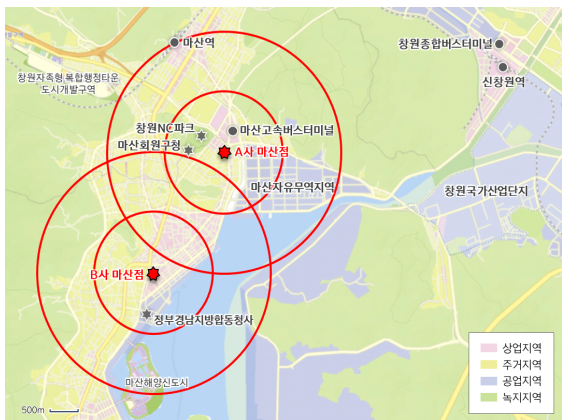 마산역
창원종합버스터미널
신창원역
창원자족형 복합행정타운
도시개발구역
창원NC파크
마산고속버스터미널
마산회원구청
A사 마산점
마산자유무역지역
창원국가산업단지
B사 마산점
정부경남지방합동청사
마산해양신도시
상업지역
주거지역
공업지역
녹지지역
500m